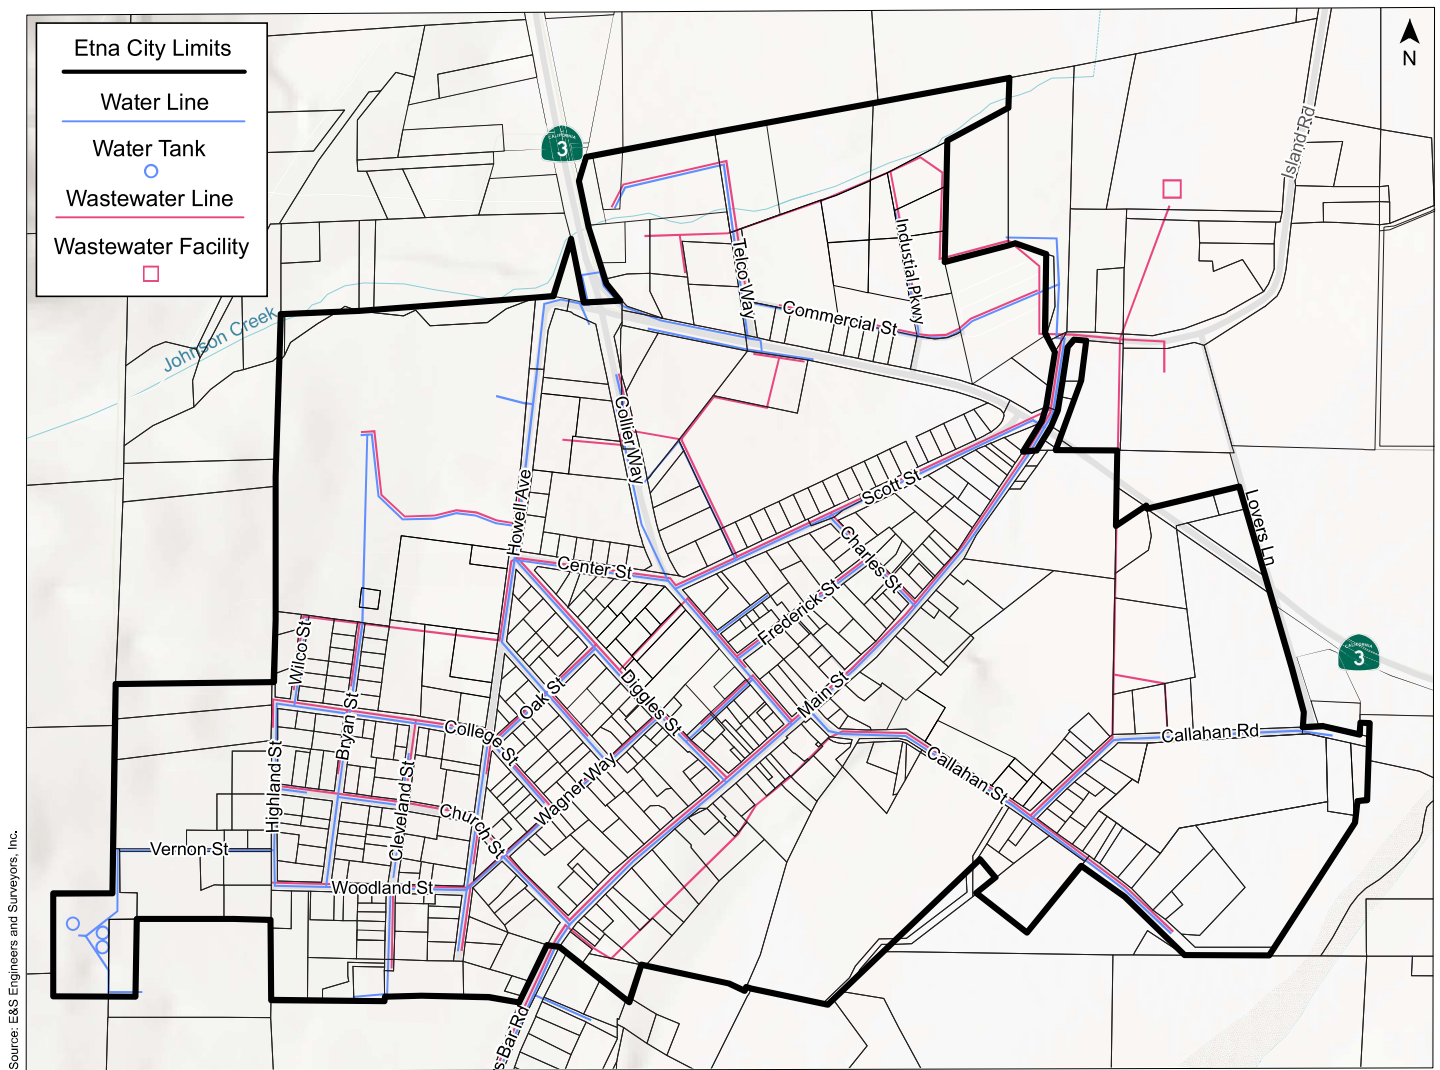 Etna City Limits
Water Line
Water Tank
Wastewater Line
Wastewater Facility
N
CALIFORNIA
3
Island Rd
Johnson Creek
Telco Way
Industial Pkwy
Commercial St
Collier Way
Howell Ave
Scott St
Lovers Ln
Center St
Charles St
Frederick St
CALIFORNIA
3
Wilco St
Oak St
Diggles St
Main St
Bryan St
College St
Callahan Rd
Callahan St
Highland St
Cleveland St
Wagner Way
Church St
Vernon St
Woodland St
s Bar Rd
Source: E&S Engineers and Surveyors, Inc.